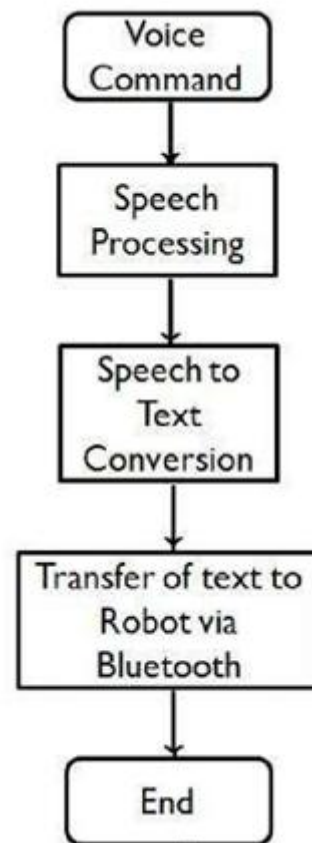 Voice
Command
Speech
Processing
Speech to
Text
Conversion
Transfer of text to
Robot via
Bluetooth
End